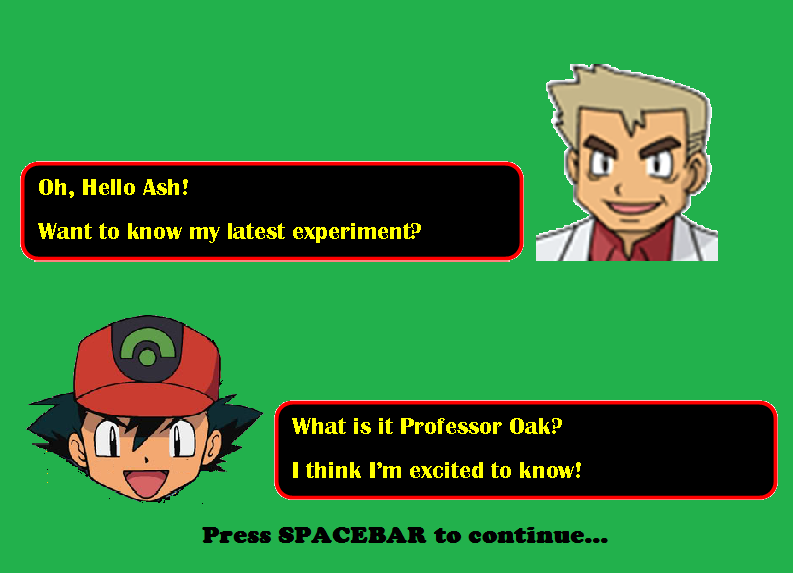 Oh, Hello Ash!
Want to know my latest experiment?
What is it Professor Oak?
I think I'm excited to know!
Press SPACEBAR to continue...